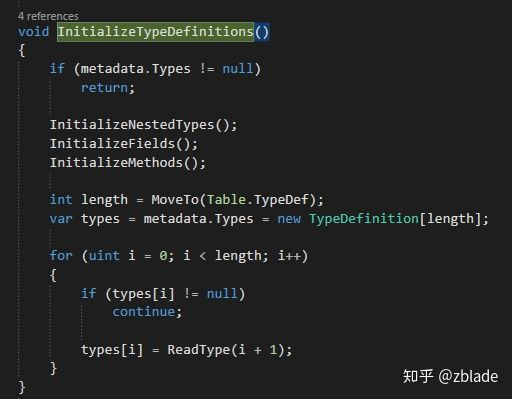 4 references
void InitializeTypeDefinitions()
{
    if (metadata.Types != null)
        return;

    InitializeNestedTypes();
    InitializeFields();
    InitializeMethods();

    int length = MoveTo(Table.TypeDef);
    var types = metadata.Types = new TypeDefinition[length];

    for (uint i = 0; i < length; i++)
    {
        if (types[i] != null)
            continue;

        types[i] = ReadType(i + 1);
    }
}
知乎 @zblade